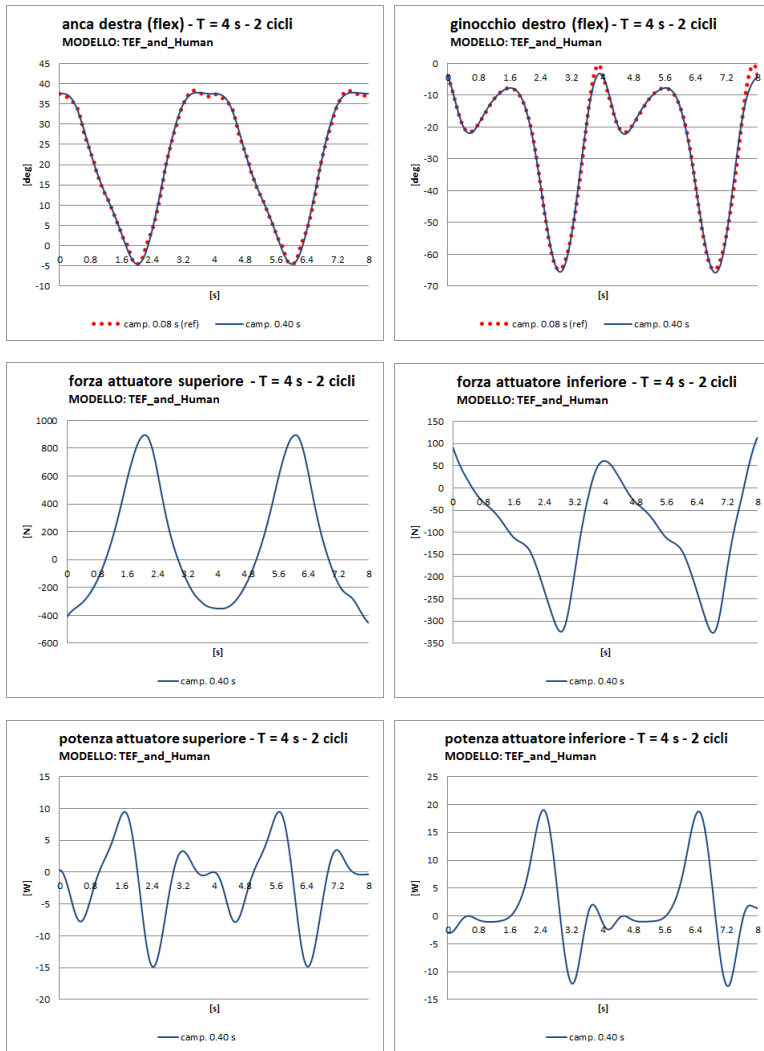 anca destra (flex) - T = 4 s - 2 cicli
MODELLO: TEF_and_Human
45
40
35
30
25
20
15
10
5
0
-5
-10
[deg]
0 0.8 1.6 2.4 3.2 4 4.8 5.6 6.4 7.2 8
[s]
camp. 0.08 s (ref) camp. 0.40 s
ginocchio destro (flex) - T = 4 s - 2 cicli
MODELLO: TEF_and_Human
0
-10
-20
-30
-40
-50
-60
-70
[deg]
0 0.8 1.6 2.4 3.2 4 4.8 5.6 6.4 7.2 8
[s]
camp. 0.08 s (ref) camp. 0.40 s
forza attuatore superiore - T = 4 s - 2 cicli
MODELLO: TEF_and_Human
1000
800
600
400
200
0
-200
-400
-600
[N]
0 0.8 1.6 2.4 3.2 4 4.8 5.6 6.4 7.2 8
[s]
camp. 0.40 s
forza attuatore inferiore - T = 4 s - 2 cicli
MODELLO: TEF_and_Human
150
100
50
0
-50
-100
-150
-200
-250
-300
-350
[N]
0 0.8 1.6 2.4 3.2 4 4.8 5.6 6.4 7.2 8
[s]
camp. 0.40 s
potenza attuatore superiore - T = 4 s - 2 cicli
MODELLO: TEF_and_Human
15
10
5
0
-5
-10
-15
-20
[W]
0 0.8 1.6 2.4 3.2 4 4.8 5.6 6.4 7.2 8
[s]
camp. 0.40 s
potenza attuatore inferiore - T = 4 s - 2 cicli
MODELLO: TEF_and_Human
25
20
15
10
5
0
-5
-10
-15
[W]
0 0.8 1.6 2.4 3.2 4 4.8 5.6 6.4 7.2 8
[s]
camp. 0.40 s